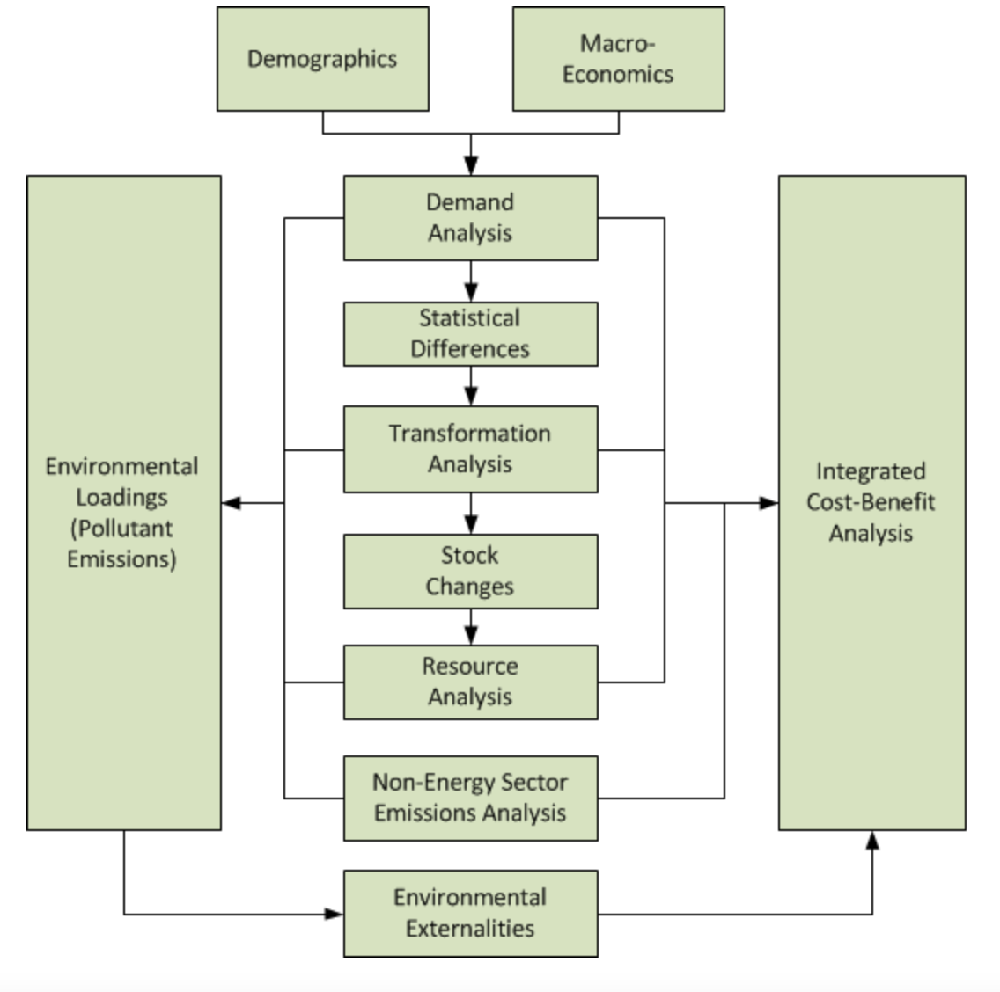 Demographics
Macro-
Economics
Demand
Analysis
Statistical
Differences
Transformation
Analysis
Environmental
Loadings
(Pollutant
Emissions)
Integrated
Cost-Benefit
Analysis
Stock
Changes
Resource
Analysis
Non-Energy Sector
Emissions Analysis
Environmental
Externalities